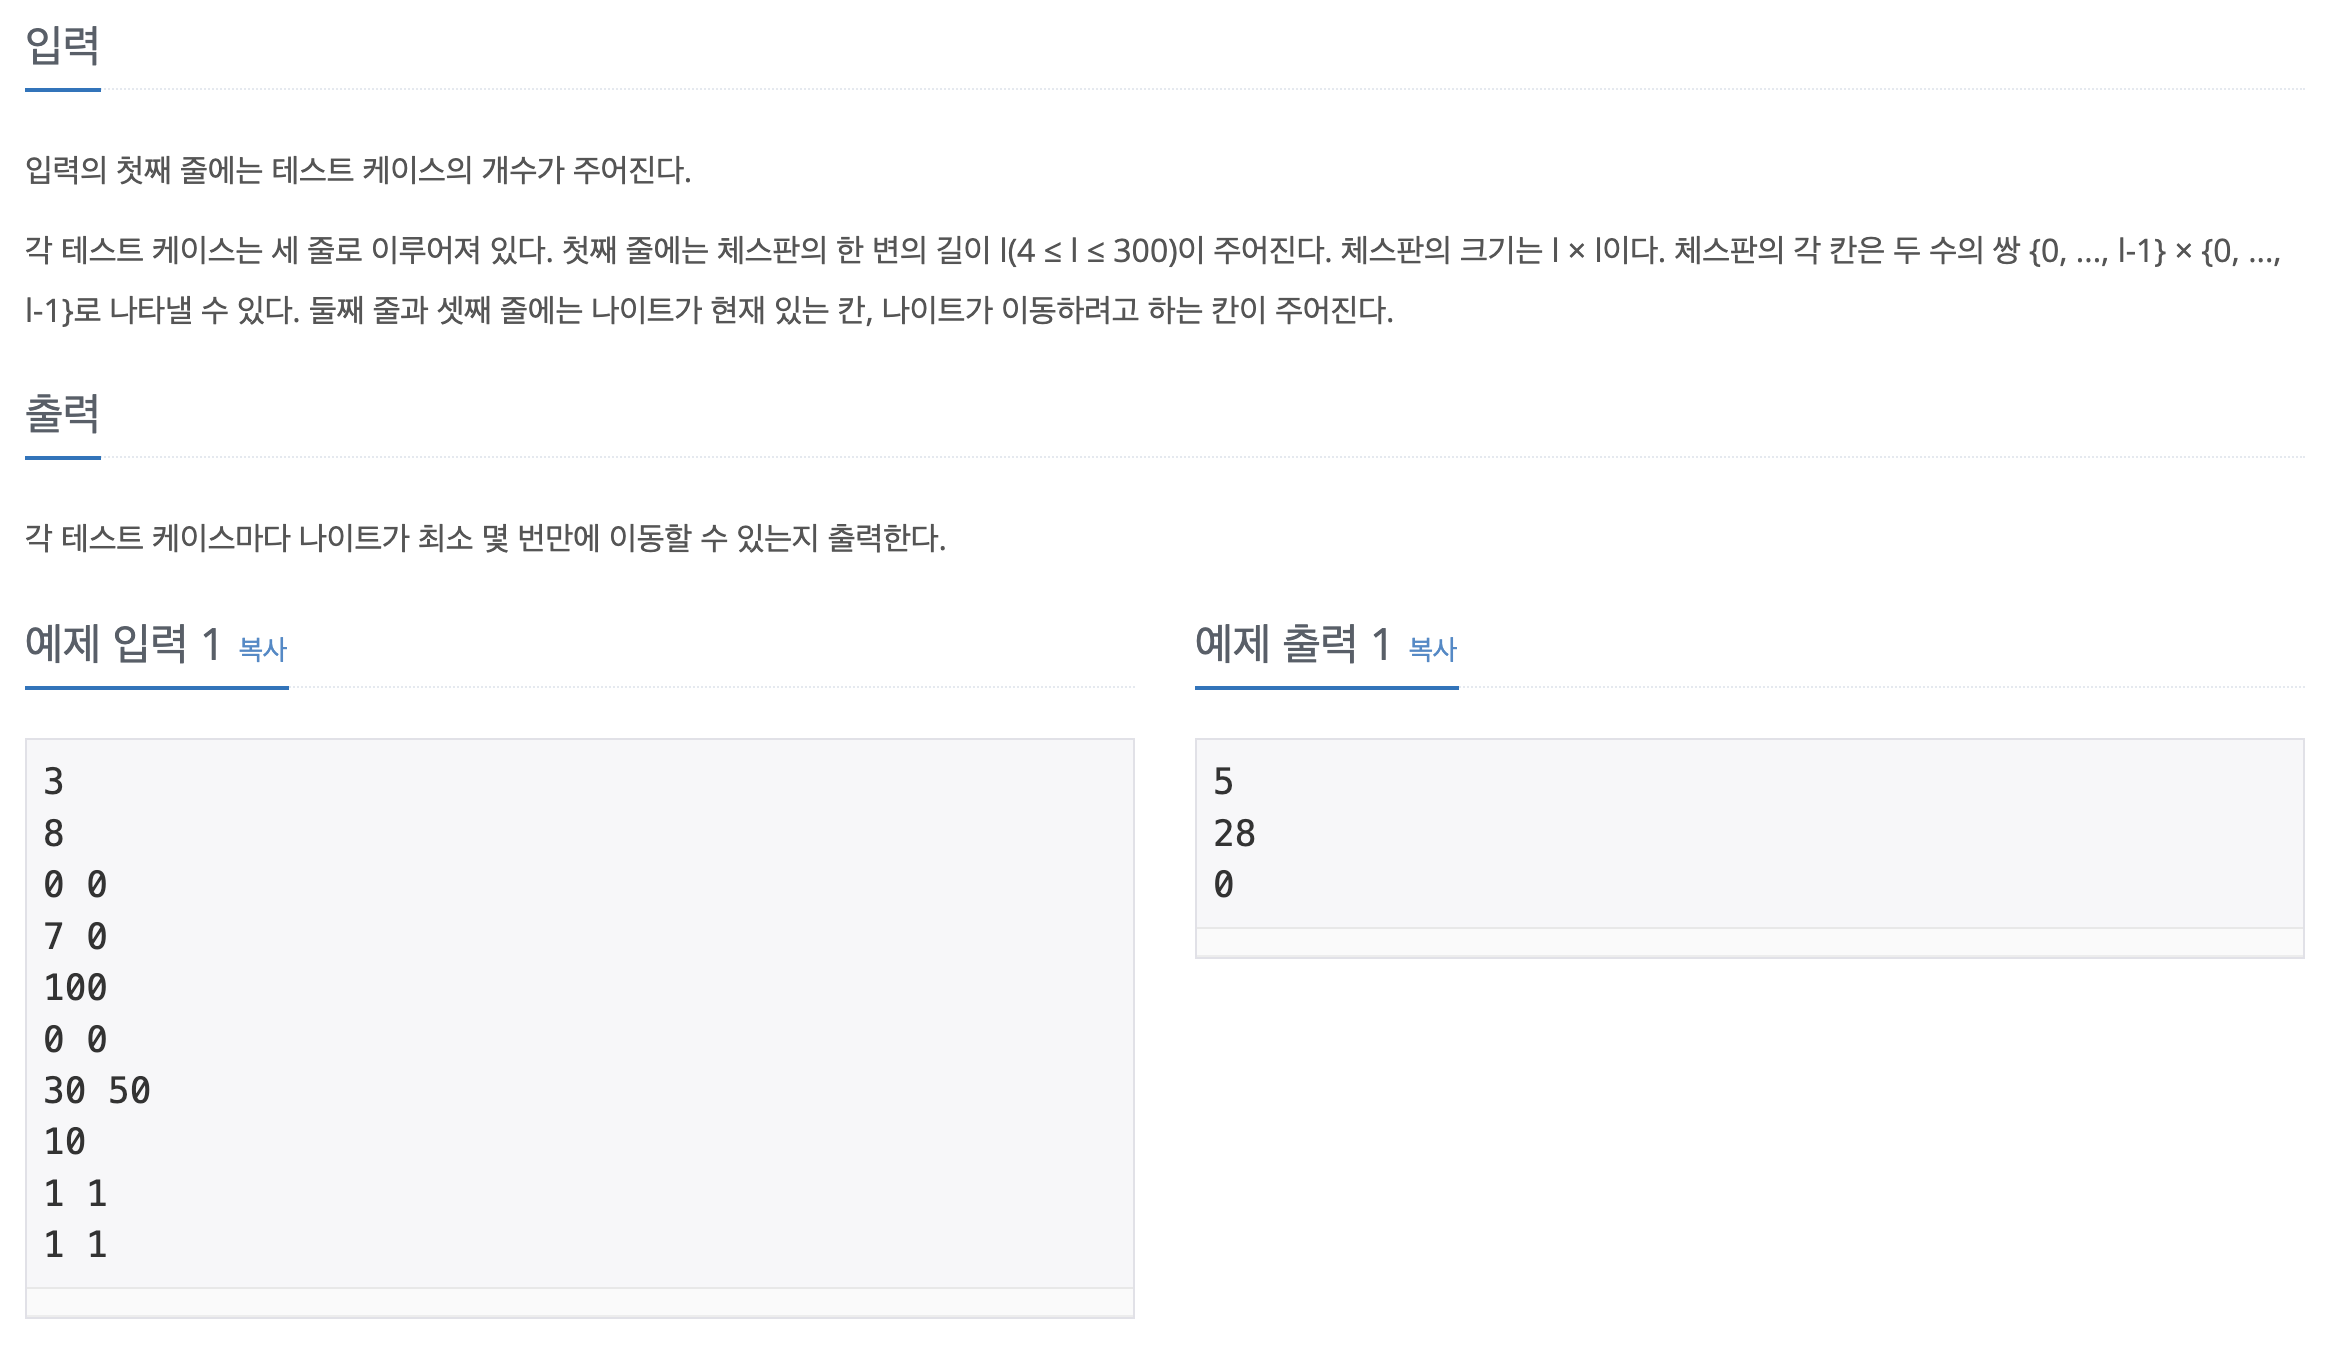 입력
입력의 첫째 줄에는 테스트 케이스의 개수가 주어진다.
각 테스트 케이스는 세 줄로 이루어져 있다. 첫째 줄에는 체스판의 한 변의 길이 l(4 ≤ l ≤ 300)이 주어진다. 체스판의 크기는 l × l이다. 체스판의 각 칸은 두 수의 쌍 {0, ..., l-1} × {0, ...,
l-1}로 나타낼 수 있다. 둘째 줄과 셋째 줄에는 나이트가 현재 있는 칸, 나이트가 이동하려고 하는 칸이 주어진다.
출력
각 테스트 케이스마다 나이트가 최소 몇 번만에 이동할 수 있는지 출력한다.
예제 입력 1 복사
3
8
0 0
7 0
100
0 0
30 50
10
1 1
1 1
예제 출력 1 복사
5
28
0